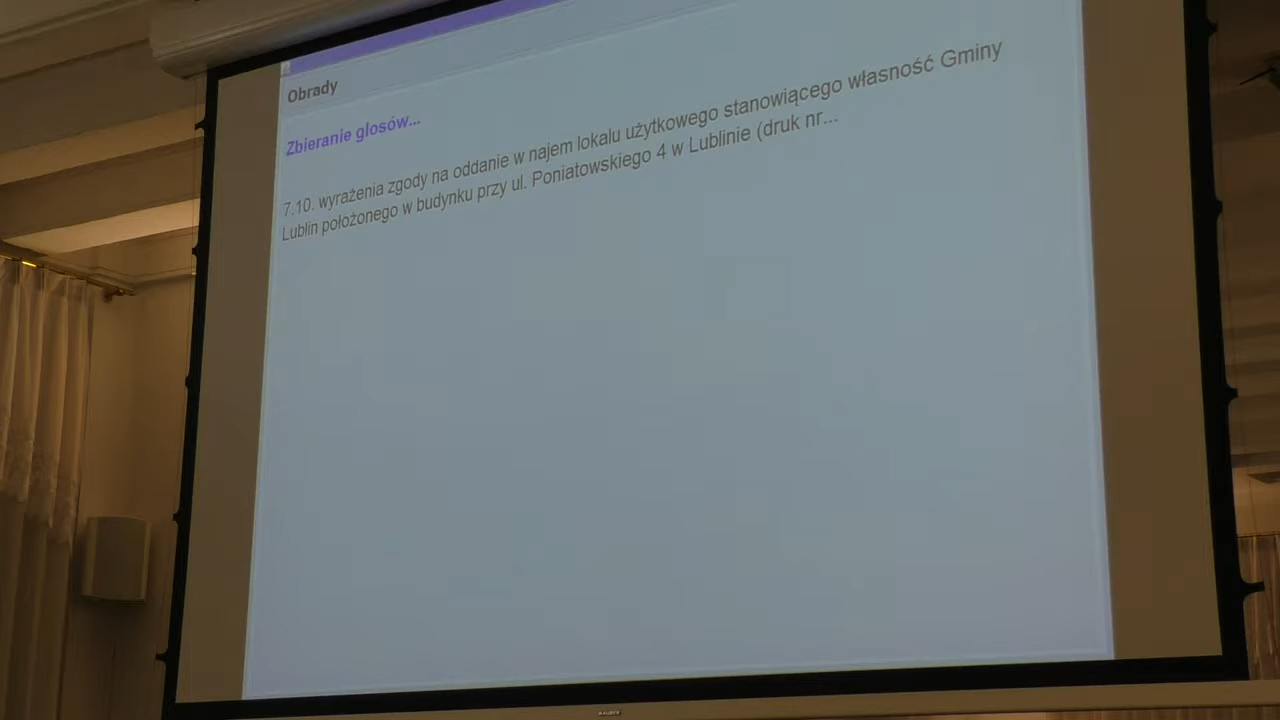 Obrady
Zbieranie głosów...
7.10. wyrażenia zgody na oddanie w najem lokalu użytkowego stanowiącego własność Gminy
Lublin położonego w budynku przy ul. Poniatowskiego 4 w Lublinie (druk nr...